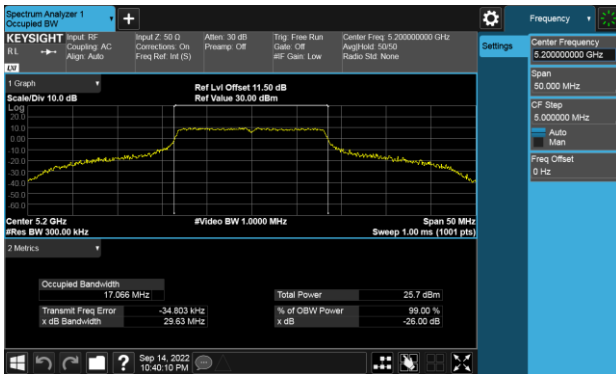 Spectrum Analyzer 1
Occupied BW
KEYSIGHT
RL
Input: RF
Coupling: AC
Align: Auto
Input Z: 50 Ω
Corrections: On
Freq Ref: Int (S)
Atten: 30 dB
Preamp: Off
Trig: Free Run
Gate: Off
#IF Gain: Low
Center Freq: 5.200000000 GHz
Avg|Hold: 50/50
Radio Std: None
LXI
1 Graph
Scale/Div 10.0 dB
Ref Lvl Offset 11.50 dB
Ref Value 30.00 dBm
Log
20.0
10.0
0.00
-10.0
-20.0
-30.0
-40.0
-50.0
-60.0
Center 5.2 GHz
#Res BW 300.00 kHz
#Video BW 1.0000 MHz
Span 50 MHz
Sweep 1.00 ms (1001 pts)
2 Metrics
Occupied Bandwidth
17.066 MHz
Total Power 25.7 dBm
Transmit Freq Error -34.803 kHz
% of OBW Power 99.00 %
x dB Bandwidth 29.63 MHz
x dB -26.00 dB
Sep 14, 2022
10:40:10 PM
Frequency
Settings
Center Frequency
5.200000000 GHz
Span
50.000 MHz
CF Step
5.000000 MHz
Auto
Man
Freq Offset
0 Hz